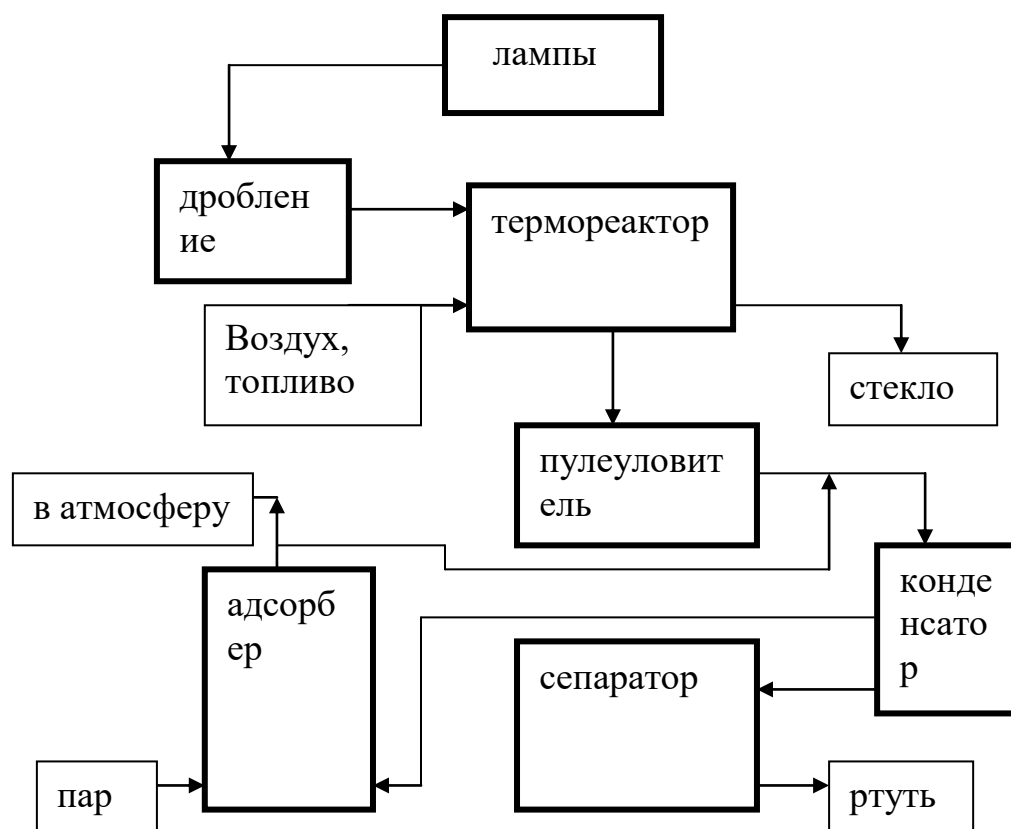 лампы
дроблен
ие
термореактор
Воздух,
топливо
стекло
пулеуловит
ель
в атмосферу
конде
нсато
р
адсорб
ер
сепаратор
пар
ртуть